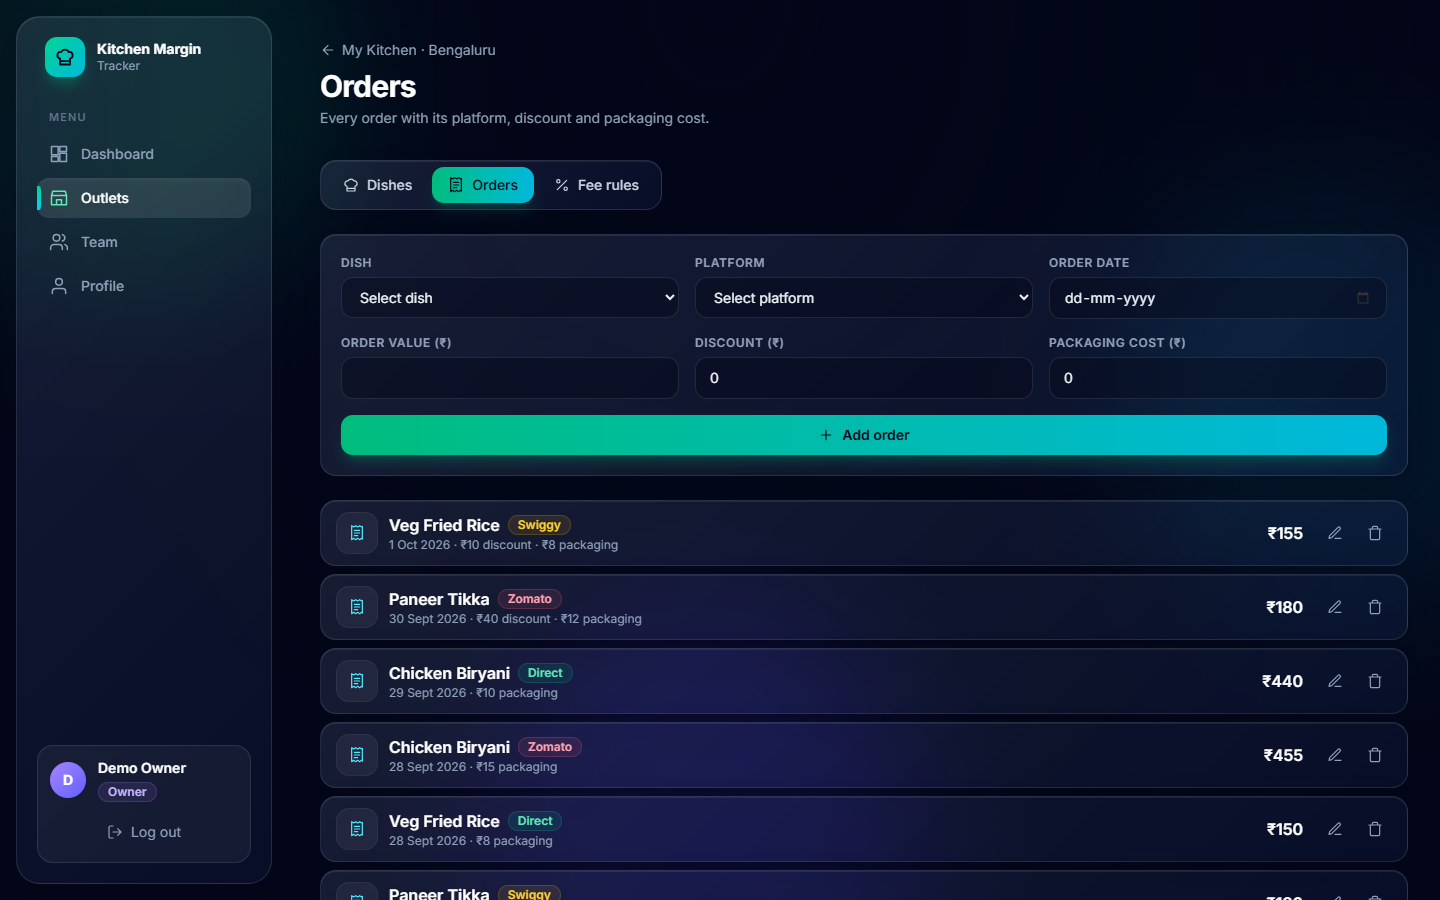 Kitchen Margin
Tracker
MENU
Dashboard
Outlets
Team
Profile
D
Demo Owner
Owner
Log out
My Kitchen · Bengaluru
Orders
Every order with its platform, discount and packaging cost.
Dishes
Orders
Fee rules
DISH
PLATFORM
ORDER DATE
Select dish
Select platform
dd-mm-yyyy
ORDER VALUE (₹)
DISCOUNT (₹)
PACKAGING COST (₹)
0
0
Add order
Veg Fried Rice Swiggy
1 Oct 2026 · ₹10 discount · ₹8 packaging
₹155
Paneer Tikka Zomato
30 Sept 2026 · ₹40 discount · ₹12 packaging
₹180
Chicken Biryani Direct
29 Sept 2026 · ₹10 packaging
₹440
Chicken Biryani Zomato
28 Sept 2026 · ₹15 packaging
₹455
Veg Fried Rice Direct
28 Sept 2026 · ₹8 packaging
₹150
Paneer Tikka Swiggy